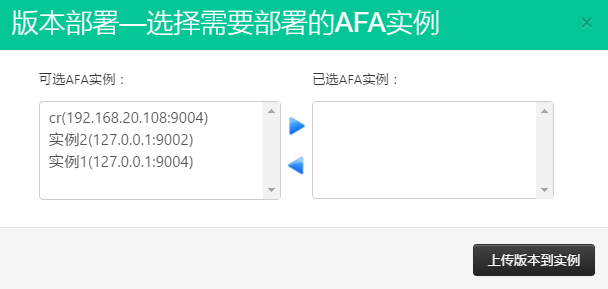 版本部署—选择需要部署的AFA实例
可选AFA实例：
已选AFA实例：
cr(192.168.20.108:9004)
实例2(127.0.0.1:9002)
实例1(127.0.0.1:9004)
上传版本到实例